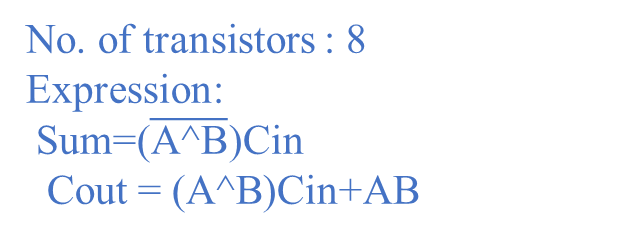 No. of transistors : 8
Expression:
Sum=(A̅^̅B̅)Cin
Cout = (A^B)Cin+AB